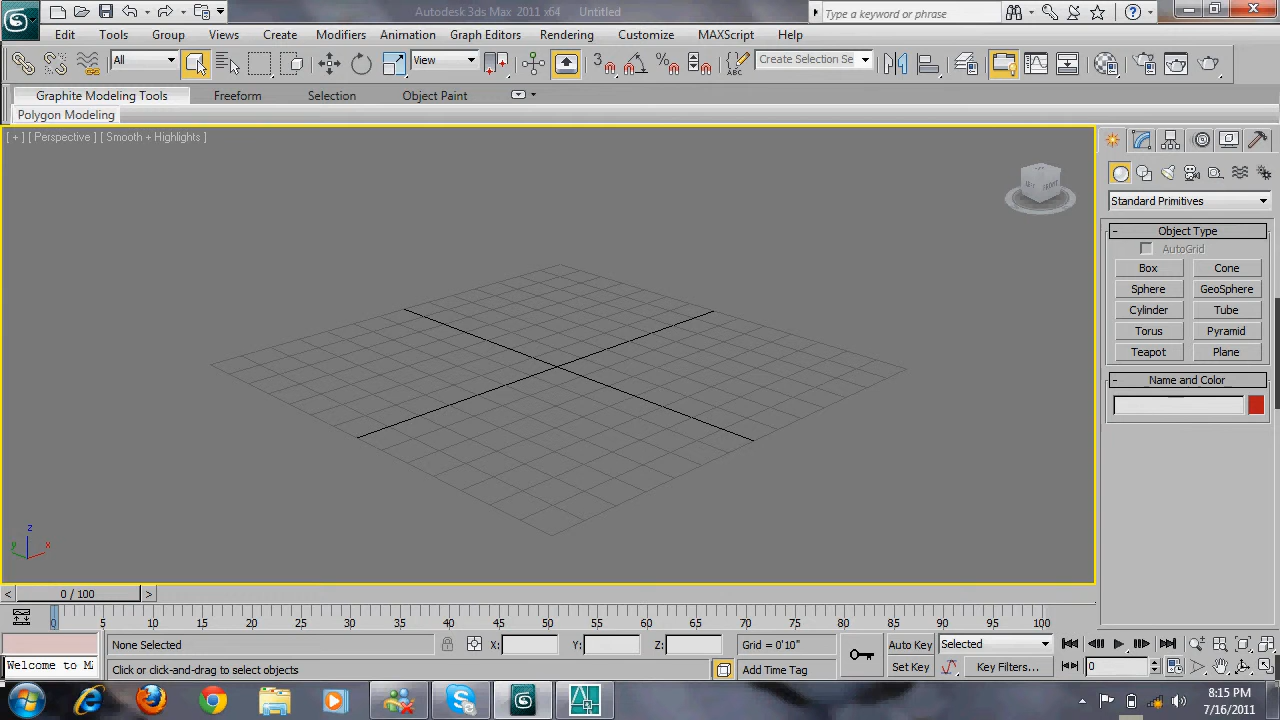 Autodesk 3ds Max 2011 x64 Untitled
Type a keyword or phrase
Edit Tools Group Views Create Modifiers Animation Graph Editors Rendering Customize MAXScript Help
All View Create Selection Se
Graphite Modeling Tools Freeform Selection Object Paint
Polygon Modeling
[ + ] [ Perspective ] [ Smooth + Highlights ]
FRONT
Standard Primitives
Object Type
AutoGrid
Box Cone
Sphere GeoSphere
Cylinder Tube
Torus Pyramid
Teapot Plane
Name and Color
z
y x
< 0 / 100 >
0 5 10 15 20 25 30 35 40 45 50 55 60 65 70 75 80 85 90 95 100
None Selected X: Y: Z: Grid = 0'10" Auto Key Selected
Welcome to M Click or click-and-drag to select objects Add Time Tag Set Key Key Filters... 0
8:15 PM
7/16/2011